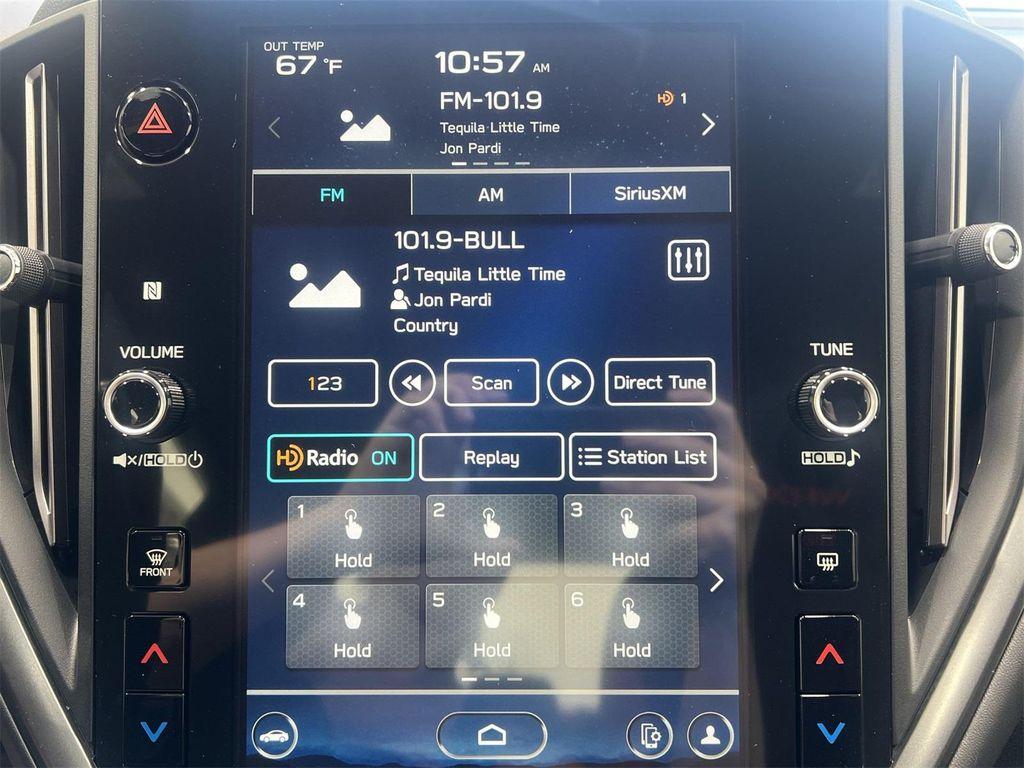 OUT TEMP
67 °F
10:57 AM
FM-101.9
HD 1
Tequila Little Time
Jon Pardi
FM
AM
SiriusXM
101.9-BULL
Tequila Little Time
Jon Pardi
Country
VOLUME
TUNE
123
Scan
Direct Tune
HD Radio ON
Replay
Station List
/HOLD
HOLD
1
Hold
2
Hold
3
Hold
FRONT
4
Hold
5
Hold
6
Hold